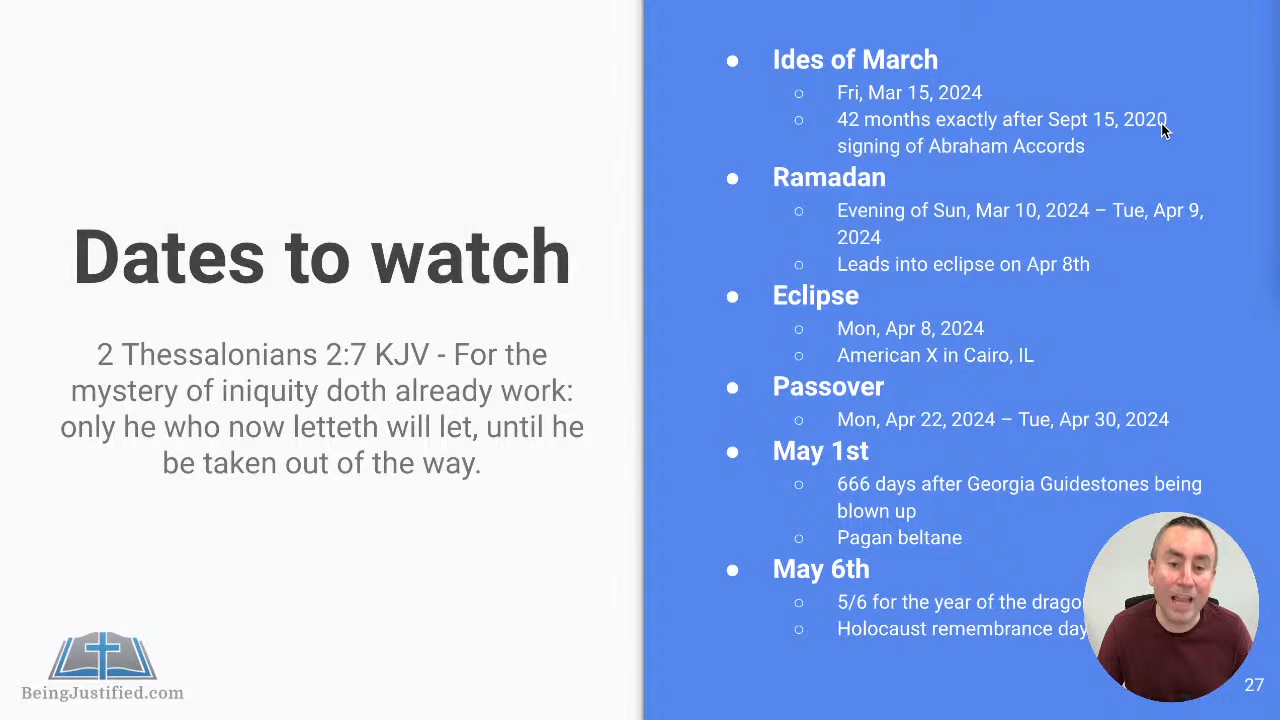 Dates to watch
2 Thessalonians 2:7 KJV - For the
mystery of iniquity doth already work:
only he who now letteth will let, until he
be taken out of the way.
BeingJustified.com
● Ides of March
○ Fri, Mar 15, 2024
○ 42 months exactly after Sept 15, 2020
signing of Abraham Accords
● Ramadan
○ Evening of Sun, Mar 10, 2024 – Tue, Apr 9,
2024
○ Leads into eclipse on Apr 8th
● Eclipse
○ Mon, Apr 8, 2024
○ American X in Cairo, IL
● Passover
○ Mon, Apr 22, 2024 – Tue, Apr 30, 2024
● May 1st
○ 666 days after Georgia Guidestones being
blown up
○ Pagan beltane
● May 6th
○ 5/6 for the year of the
○ Holocaust remembrance day
27